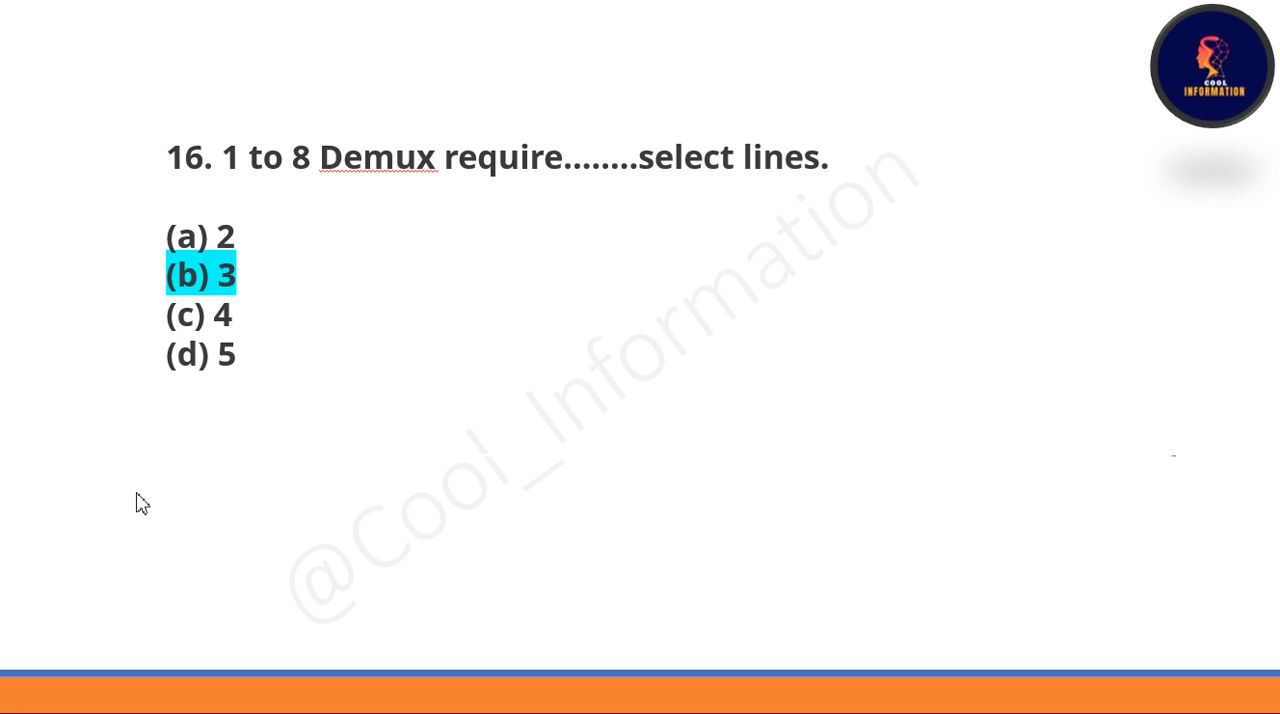 COOL
INFORMATION
16. 1 to 8 Demux require........select lines.
(a) 2
(b) 3
(c) 4
(d) 5
@Cool_Information